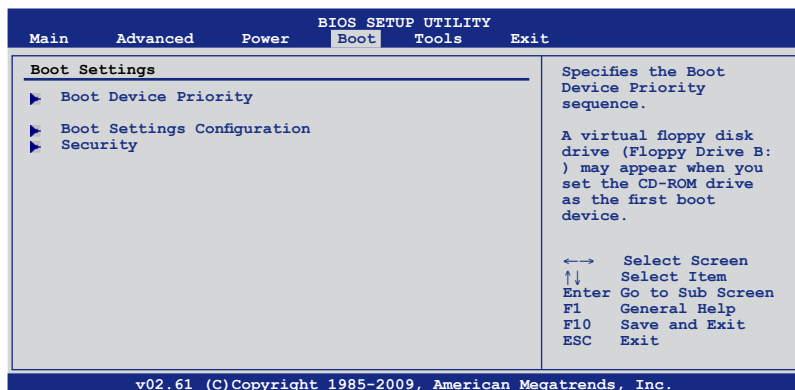 BIOS SETUP UTILITY
Main Advanced Power Boot Tools Exit
Boot Settings
Boot Device Priority
Boot Settings Configuration
Security
Specifies the Boot
Device Priority
sequence.
A virtual floppy disk
drive (Floppy Drive B:
) may appear when you
set the CD-ROM drive
as the first boot
device.
←→ Select Screen
↑↓ Select Item
Enter Go to Sub Screen
F1 General Help
F10 Save and Exit
ESC Exit
v02.61 (C)Copyright 1985-2009, American Megatrends, Inc.